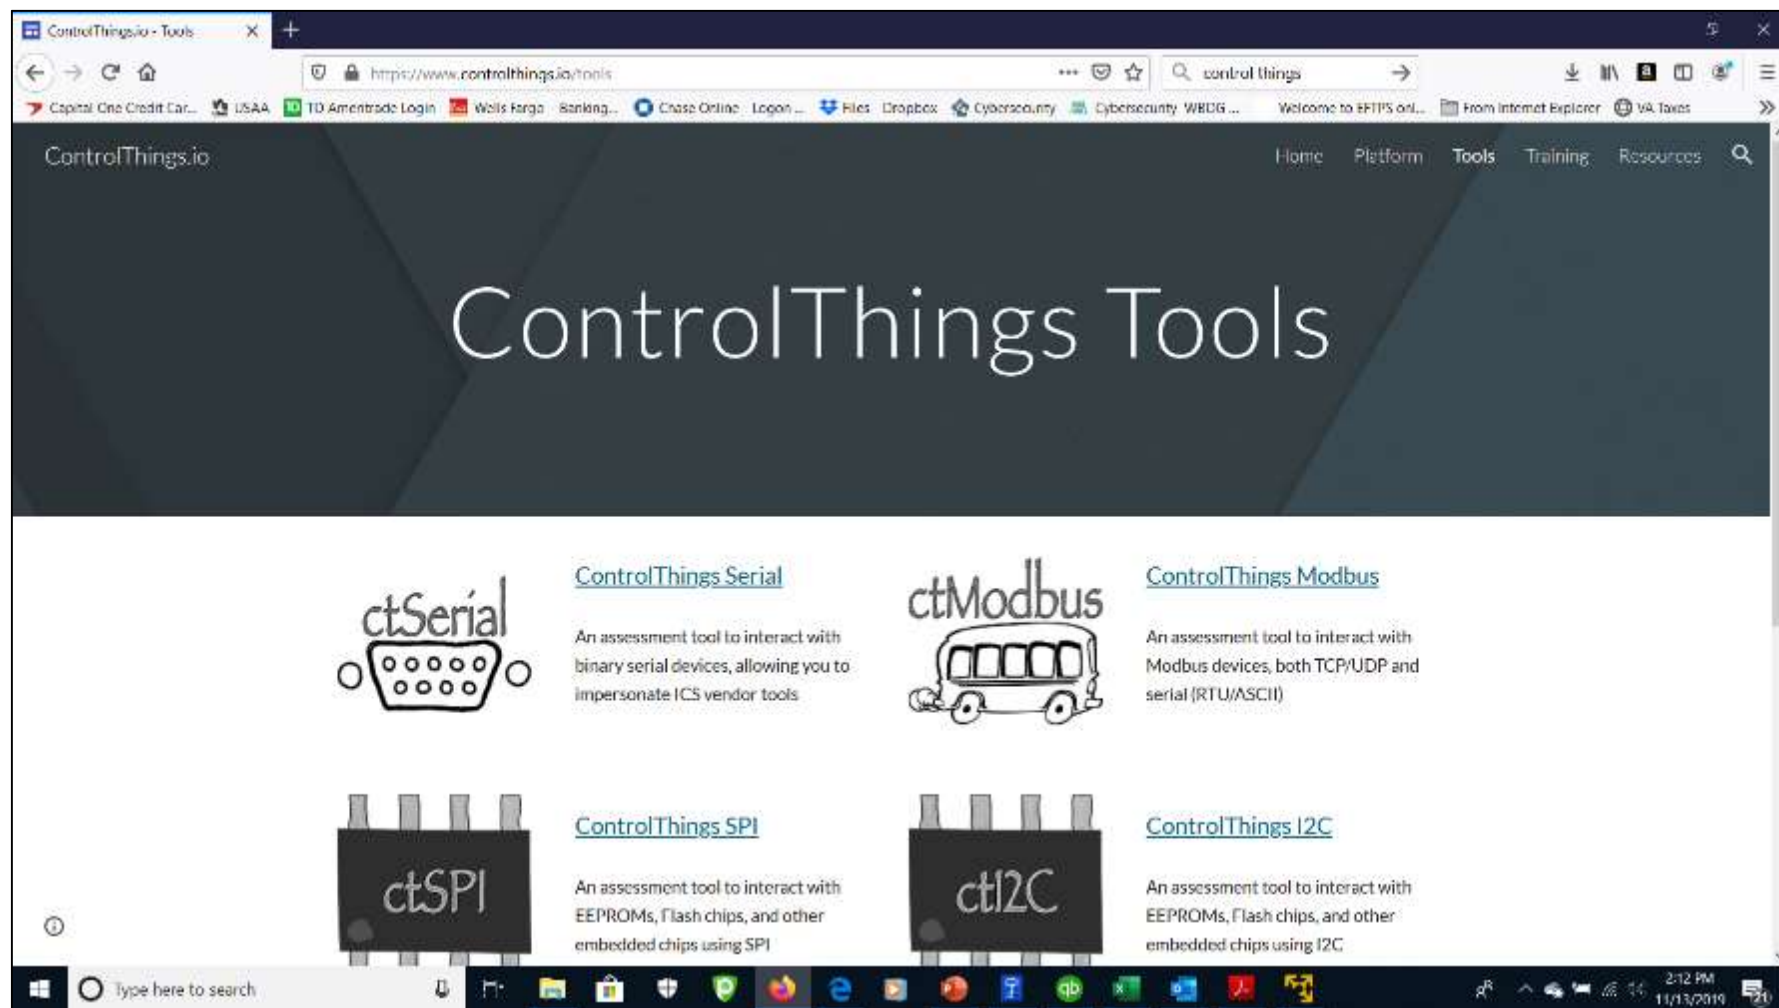 ControlThings.io - Tools
https://www.controlthings.io/tools
control things
Capital One Credit Car...
USAA
TD Ameritrade Login
Wells Fargo Banking...
Chase Online Logon ...
Files Dropbox
Cybersecurity
Cybersecurity WBDG ...
Welcome to EFTPS onl...
From Internet Explorer
VA Taxes
ControlThings.io
Home
Platform
Tools
Training
Resources
ControlThings Tools
ctSerial
ControlThings Serial
An assessment tool to interact with
binary serial devices, allowing you to
impersonate ICS vendor tools
ctModbus
ControlThings Modbus
An assessment tool to interact with
Modbus devices, both TCP/UDP and
serial (RTU/ASCII)
ctSPI
ControlThings SPI
An assessment tool to interact with
EEPROMs, Flash chips, and other
embedded chips using SPI
ctI2C
ControlThings I2C
An assessment tool to interact with
EEPROMs, Flash chips, and other
embedded chips using I2C
Type here to search
qb
2:12 PM
11/13/2019
21